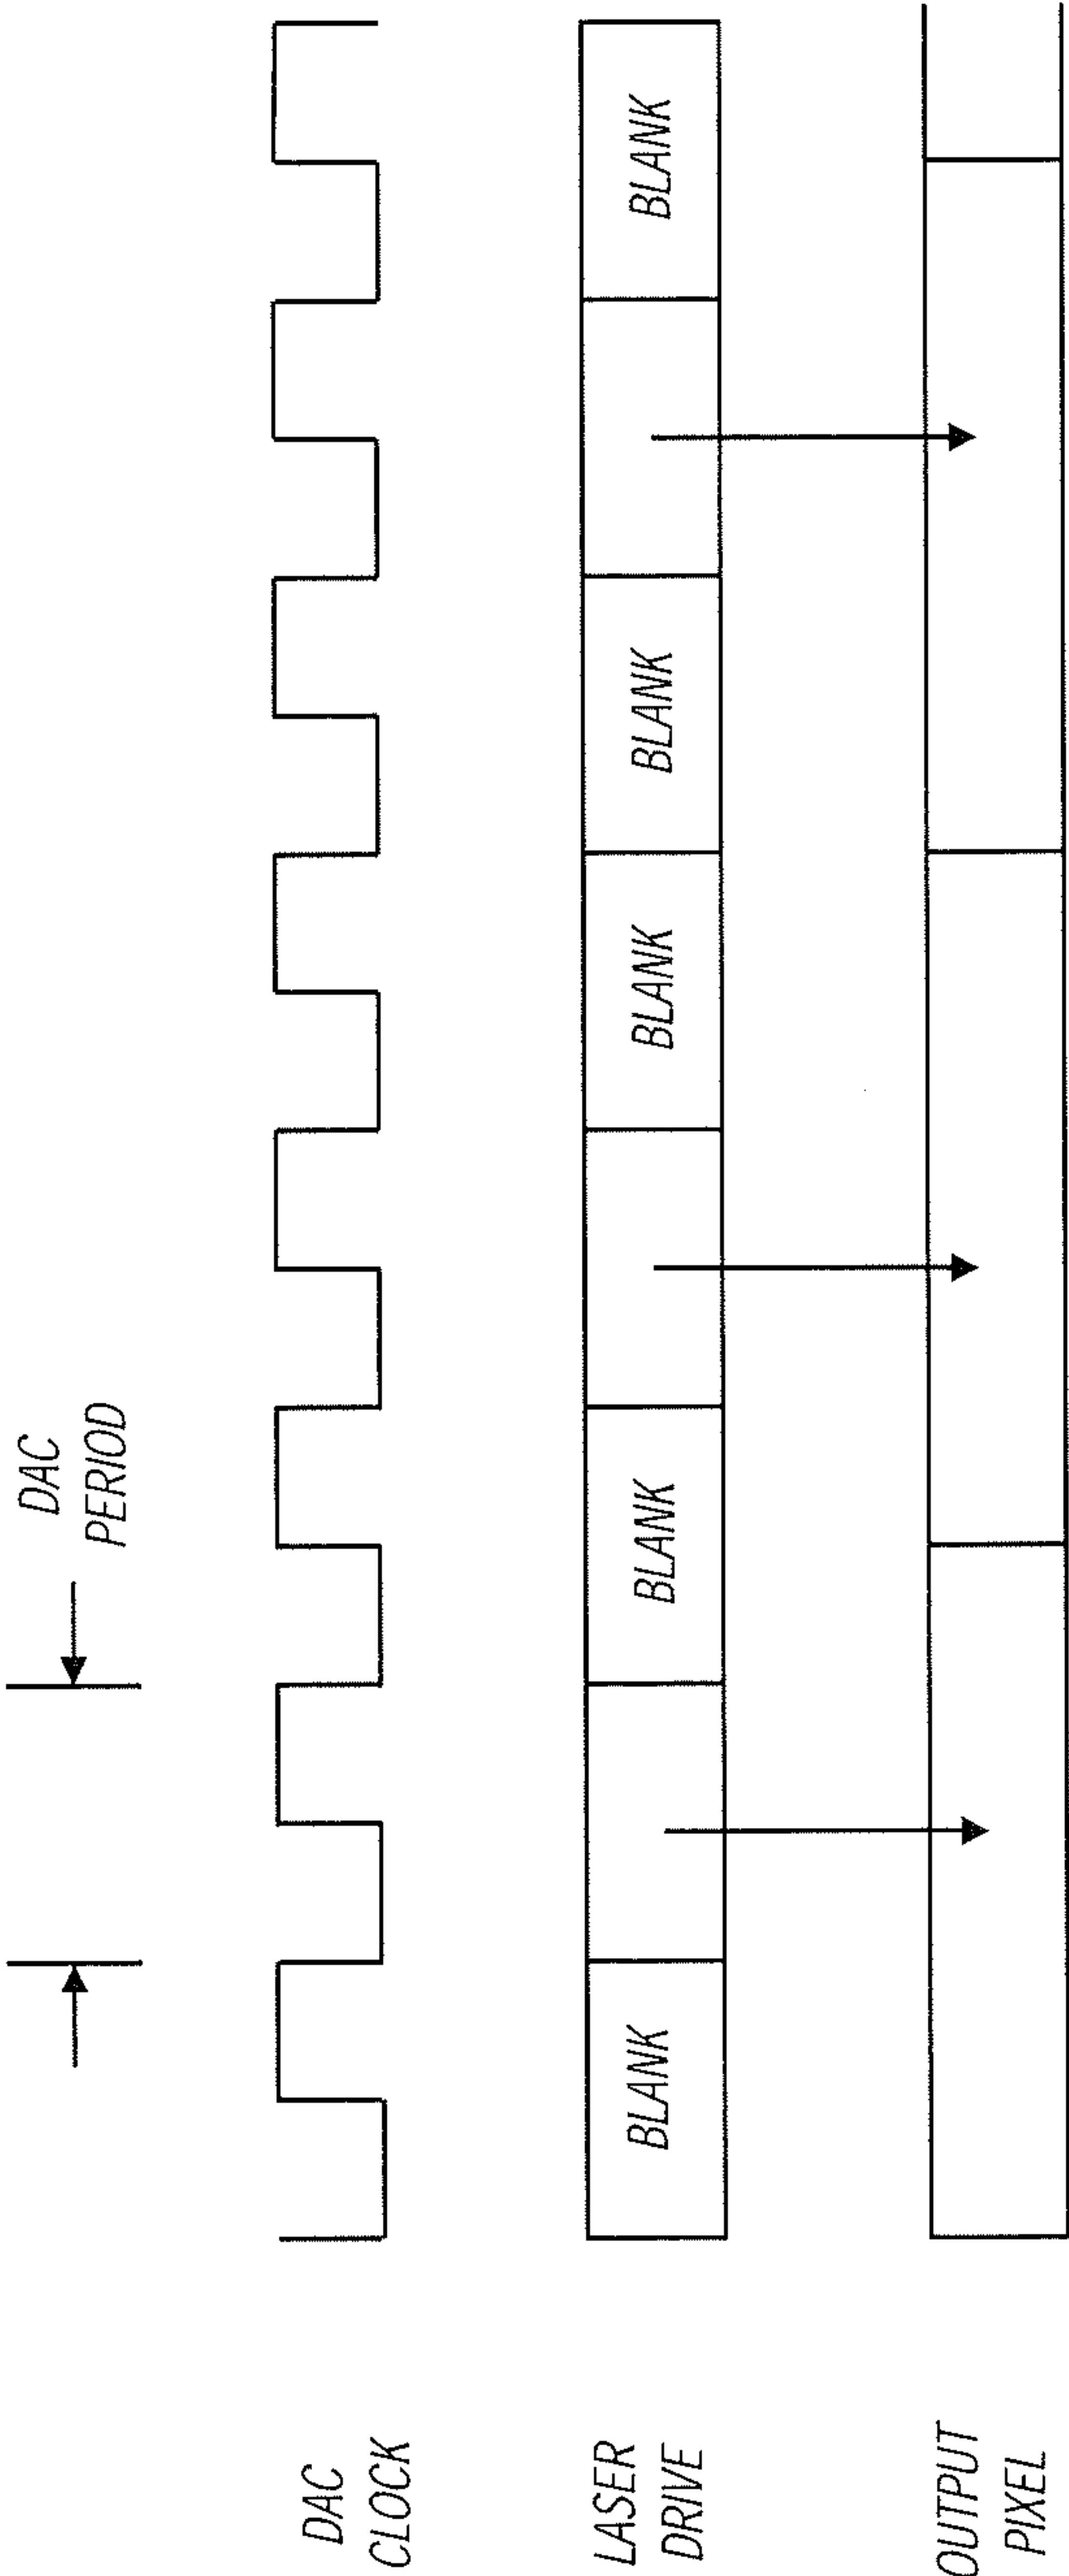 DAC
PERIOD
DAC
CLOCK
LASER
DRIVE
BLANK
BLANK
BLANK
BLANK
BLANK
OUTPUT
PIXEL